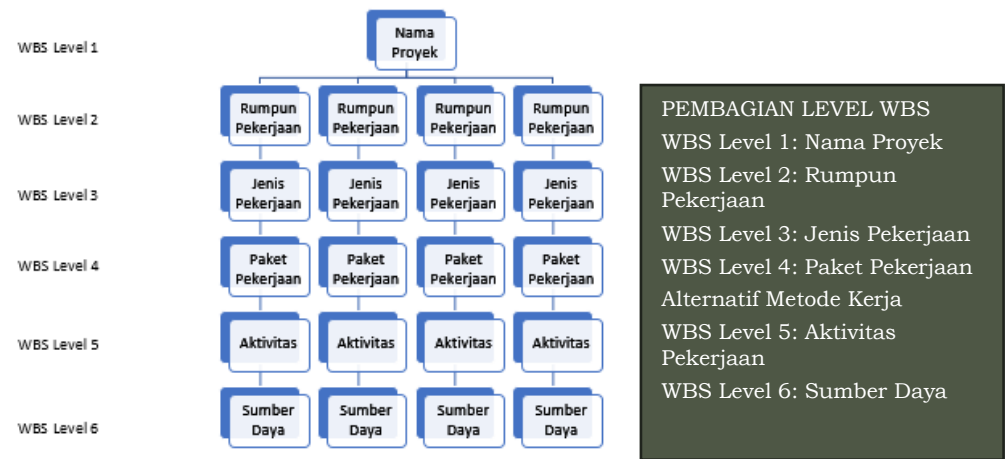 WBS Level 1
Nama
Proyek
WBS Level 2
Rumpun
Pekerjaan
Rumpun
Pekerjaan
Rumpun
Pekerjaan
Rumpun
Pekerjaan
WBS Level 3
Jenis
Pekerjaan
Jenis
Pekerjaan
Jenis
Pekerjaan
Jenis
Pekerjaan
WBS Level 4
Paket
Pekerjaan
Paket
Pekerjaan
Paket
Pekerjaan
Paket
Pekerjaan
WBS Level 5
Aktivitas
Aktivitas
Aktivitas
Aktivitas
WBS Level 6
Sumber
Daya
Sumber
Daya
Sumber
Daya
Sumber
Daya
PEMBAGIAN LEVEL WBS
WBS Level 1: Nama Proyek
WBS Level 2: Rumpun
Pekerjaan
WBS Level 3: Jenis Pekerjaan
WBS Level 4: Paket Pekerjaan
Alternatif Metode Kerja
WBS Level 5: Aktivitas
Pekerjaan
WBS Level 6: Sumber Daya